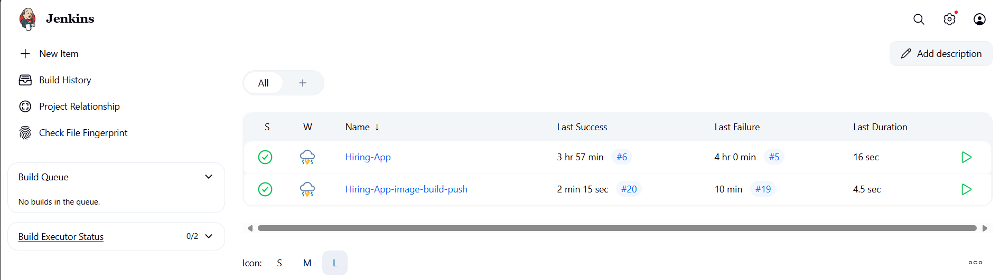 Jenkins
New Item
Build History
Project Relationship
Check File Fingerprint
Build Queue
No builds in the queue.
Build Executor Status 0/2
Add description
All +
S W Name ↓ Last Success Last Failure Last Duration
Hiring-App 3 hr 57 min #6 4 hr 0 min #5 16 sec
Hiring-App-image-build-push 2 min 15 sec #20 10 min #19 4.5 sec
Icon: S M L